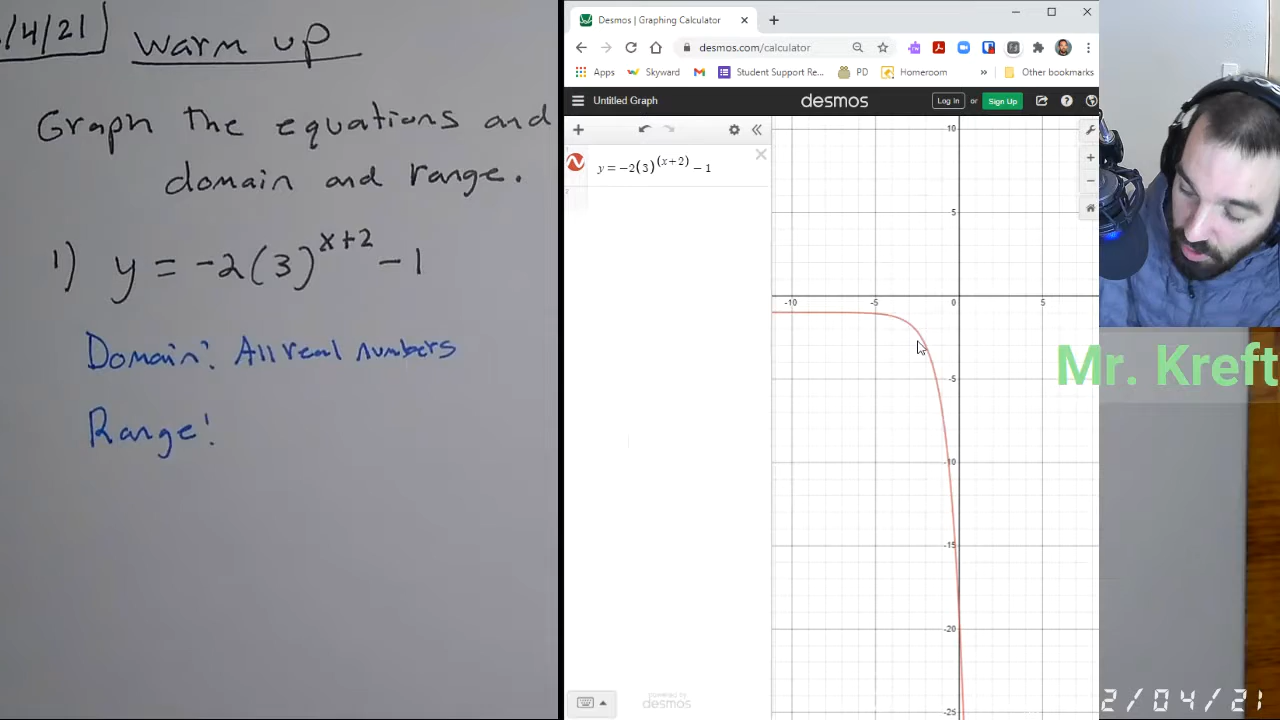 /4/21
Warm up
Graph the equations and
domain and range.
1) y = -2(3)^{x+2} - 1
Domain: All real numbers
Range:
Desmos | Graphing Calculator
desmos.com/calculator
Apps
Skyward
Student Support Re...
PD
Homeroom
»
Other bookmarks
Untitled Graph
desmos
Log In
or
Sign Up
1
y = -2(3)^{(x+2)} - 1
2
10
5
-10
-5
0
5
-5
-10
-15
-20
-25
powered by
desmos
Mr. Kreft
2/04/21